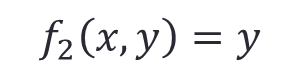 f₂(x, y) = y